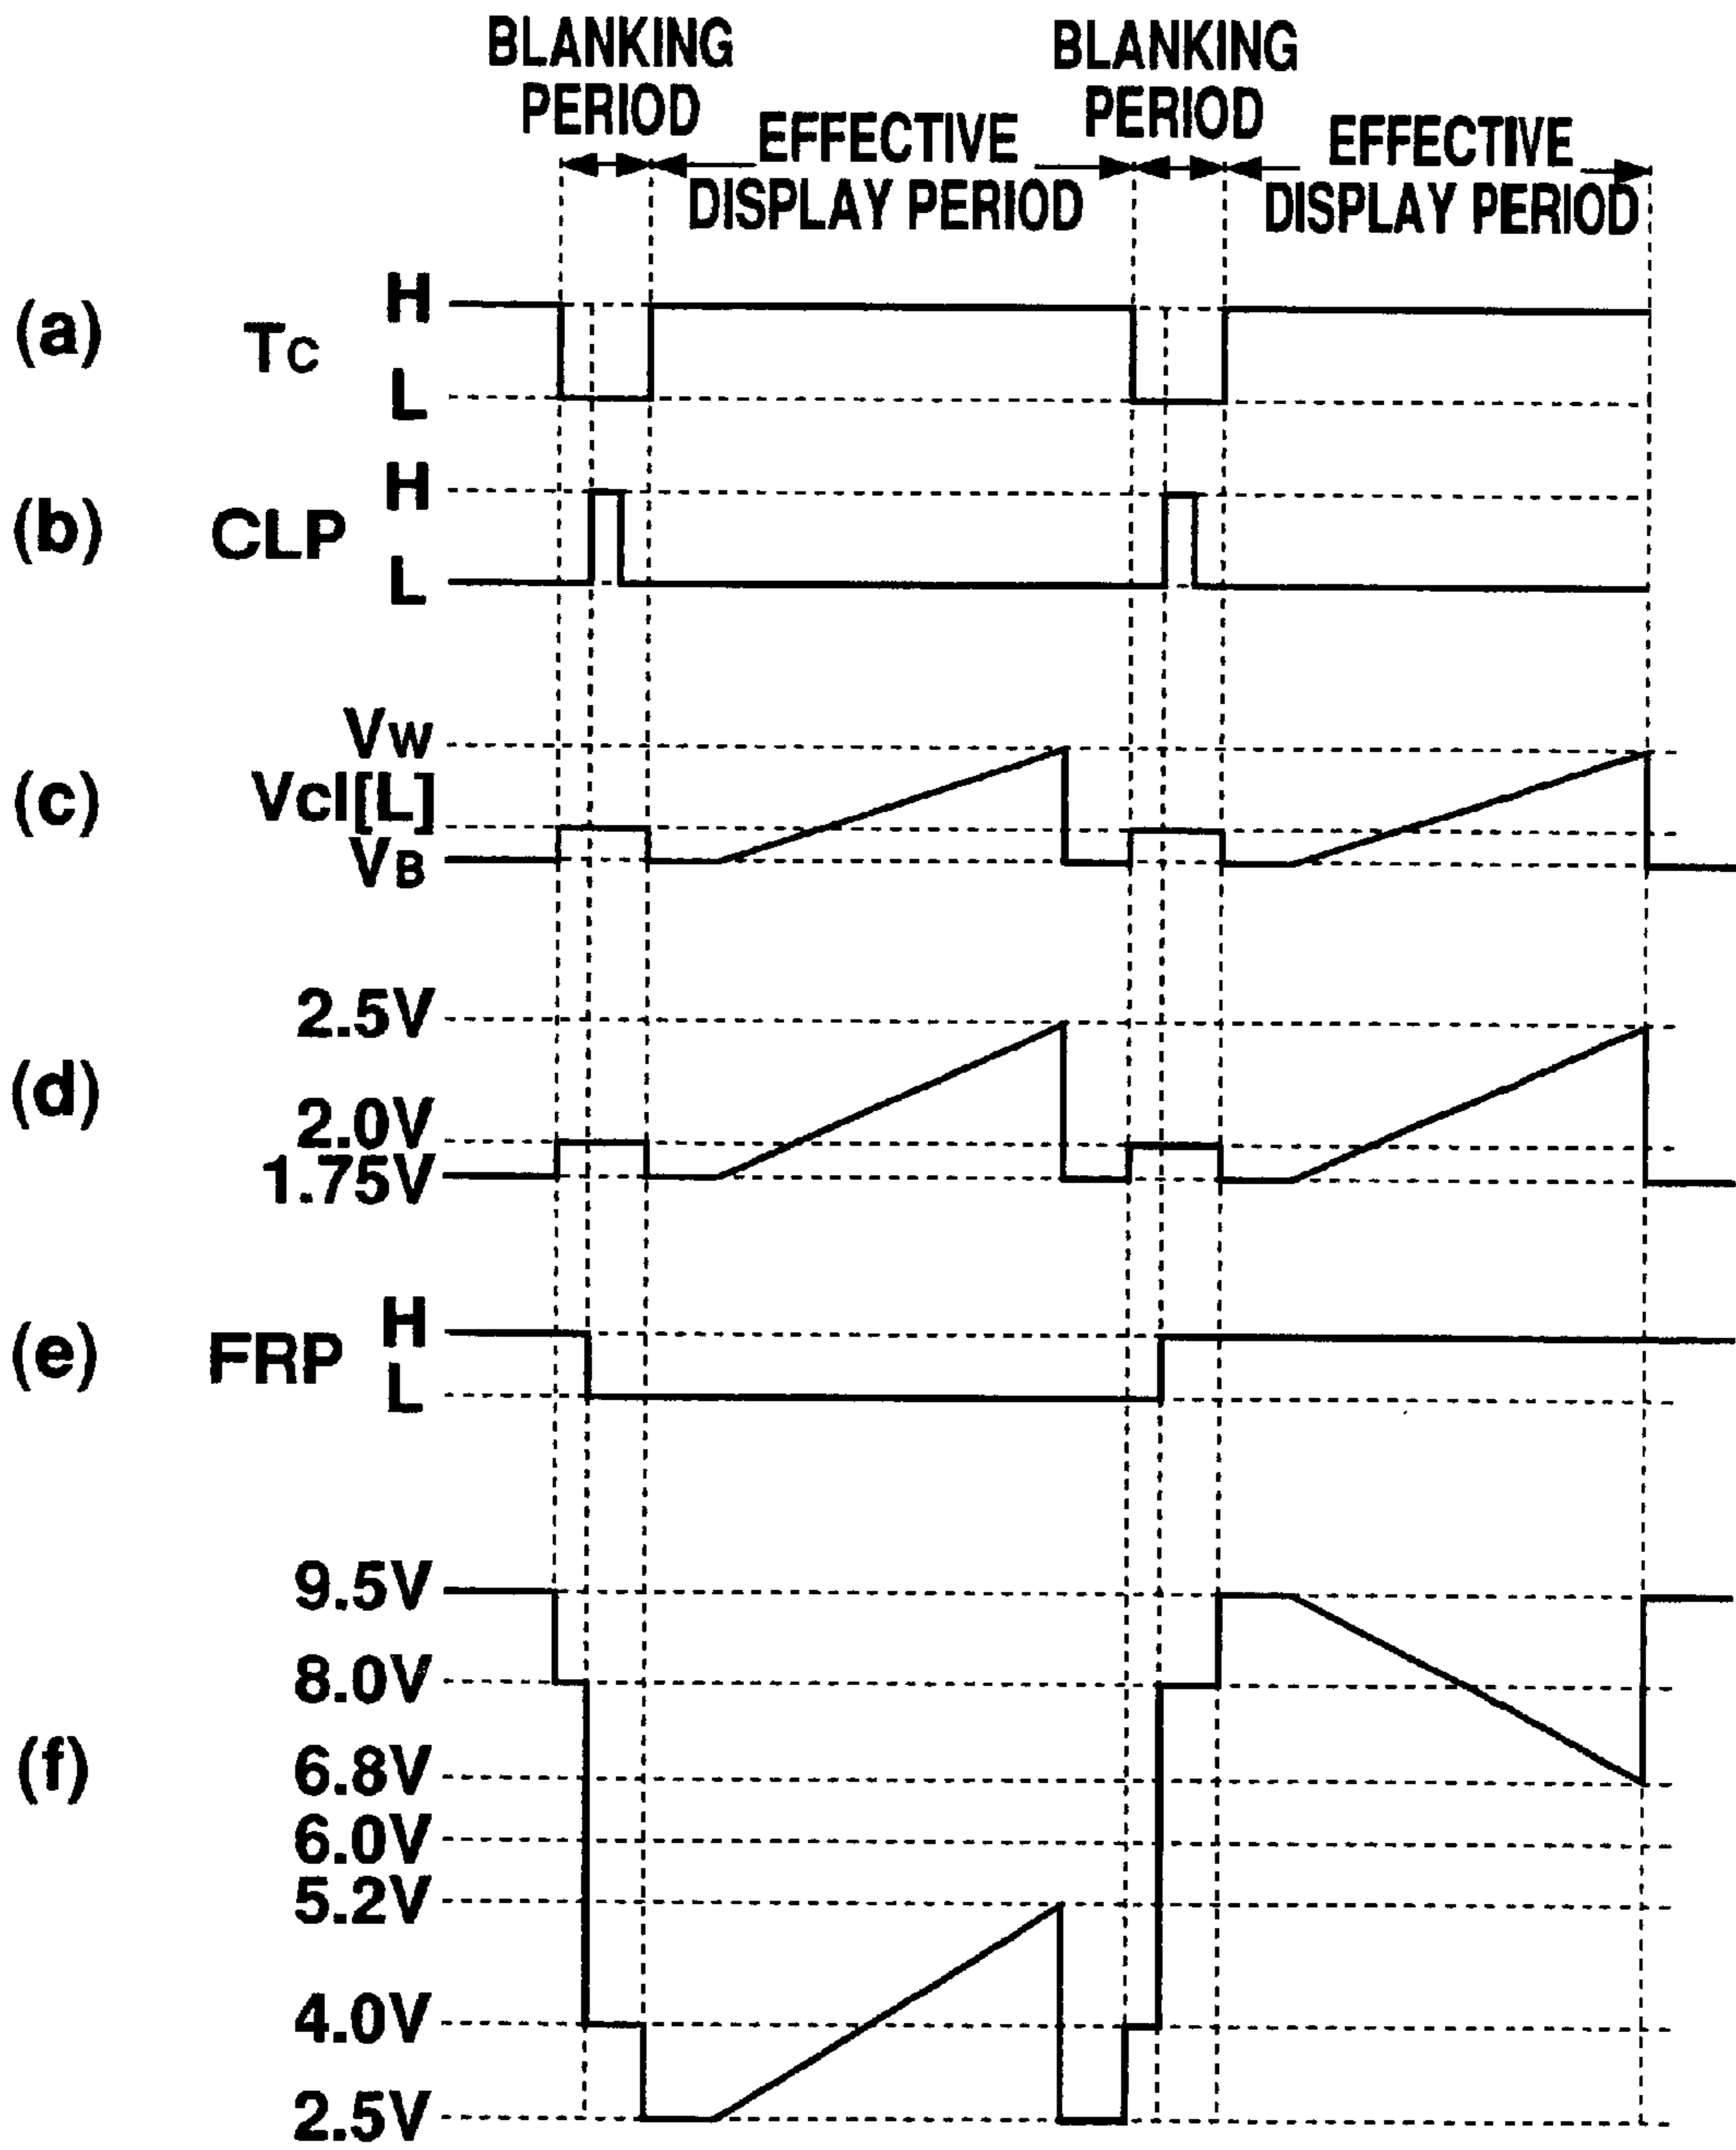 BLANKING
PERIOD
EFFECTIVE
DISPLAY PERIOD
BLANKING
PERIOD
EFFECTIVE
DISPLAY PERIOD
(a) Tc H
L
(b) CLP H
L
(c) VW
Vcl[L]
VB
(d) 2.5V
2.0V
1.75V
(e) FRP H
L
(f) 9.5V
8.0V
6.8V
6.0V
5.2V
4.0V
2.5V